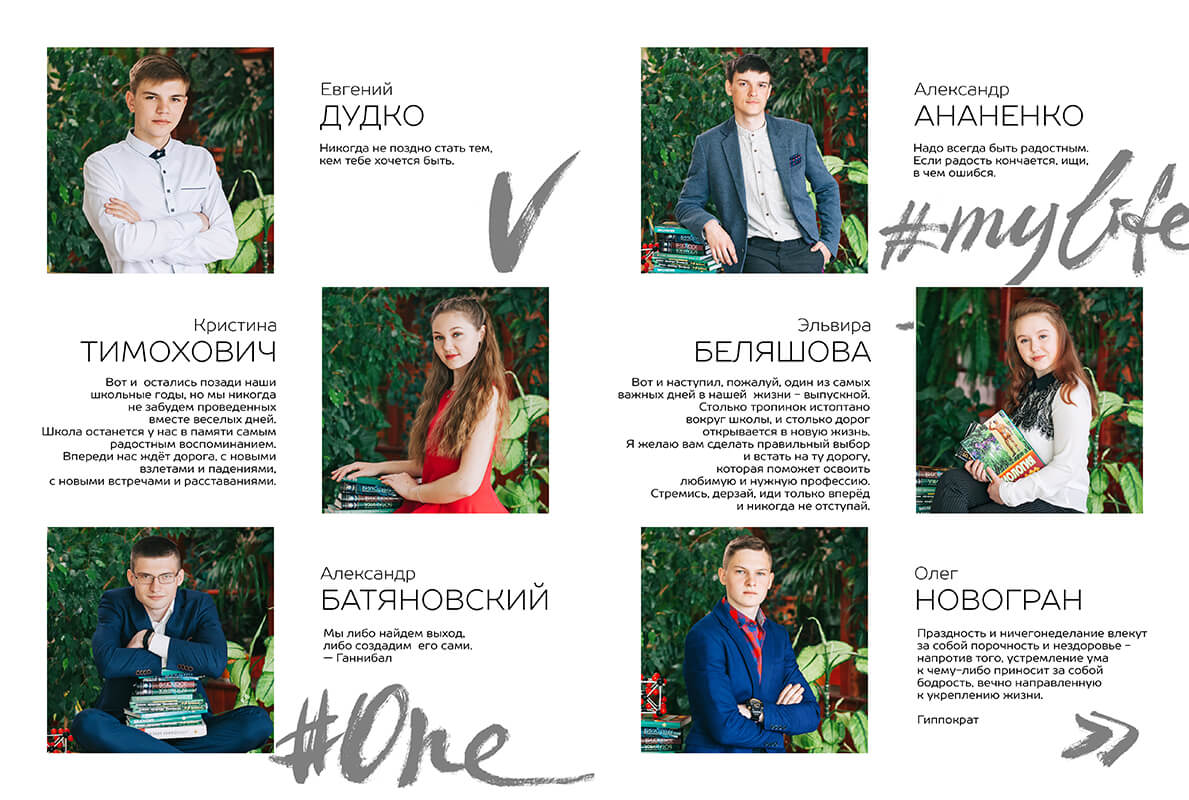 Евгений
ДУДКО
Никогда не поздно стать тем,
кем тебе хочется быть.
Кристина
ТИМОХОВИЧ
Вот и остались позади наши
школьные годы, но мы никогда
не забудем проведенных
вместе веселых дней.
Школа останется у нас в памяти самым
радостным воспоминанием.
Впереди нас ждёт дорога, с новыми
взлетами и падениями,
с новыми встречами и расставаниями.
Александр
БАТЯНОВСКИЙ
Мы либо найдем выход,
либо создадим его сами.
— Ганнибал
#One
Александр
АНАНЕНКО
Надо всегда быть радостным.
Если радость кончается, ищи,
в чем ошибся.
#mylife
Эльвира
БЕЛЯШОВА
Вот и наступил, пожалуй, один из самых
важных дней в нашей жизни - выпускной.
Столько тропинок истоптано
вокруг школы, и столько дорог
открывается в новую жизнь.
Я желаю вам сделать правильный выбор
и встать на ту дорогу,
которая поможет освоить
любимую и нужную профессию.
Стремись, дерзай, иди только вперёд
и никогда не отступай.
Олег
НОВОГРАН
Праздность и ничегонеделание влекут
за собой порочность и нездоровье -
напротив того, устремление ума
к чему-либо приносит за собой
бодрость, вечно направленную
к укреплению жизни.
Гиппократ